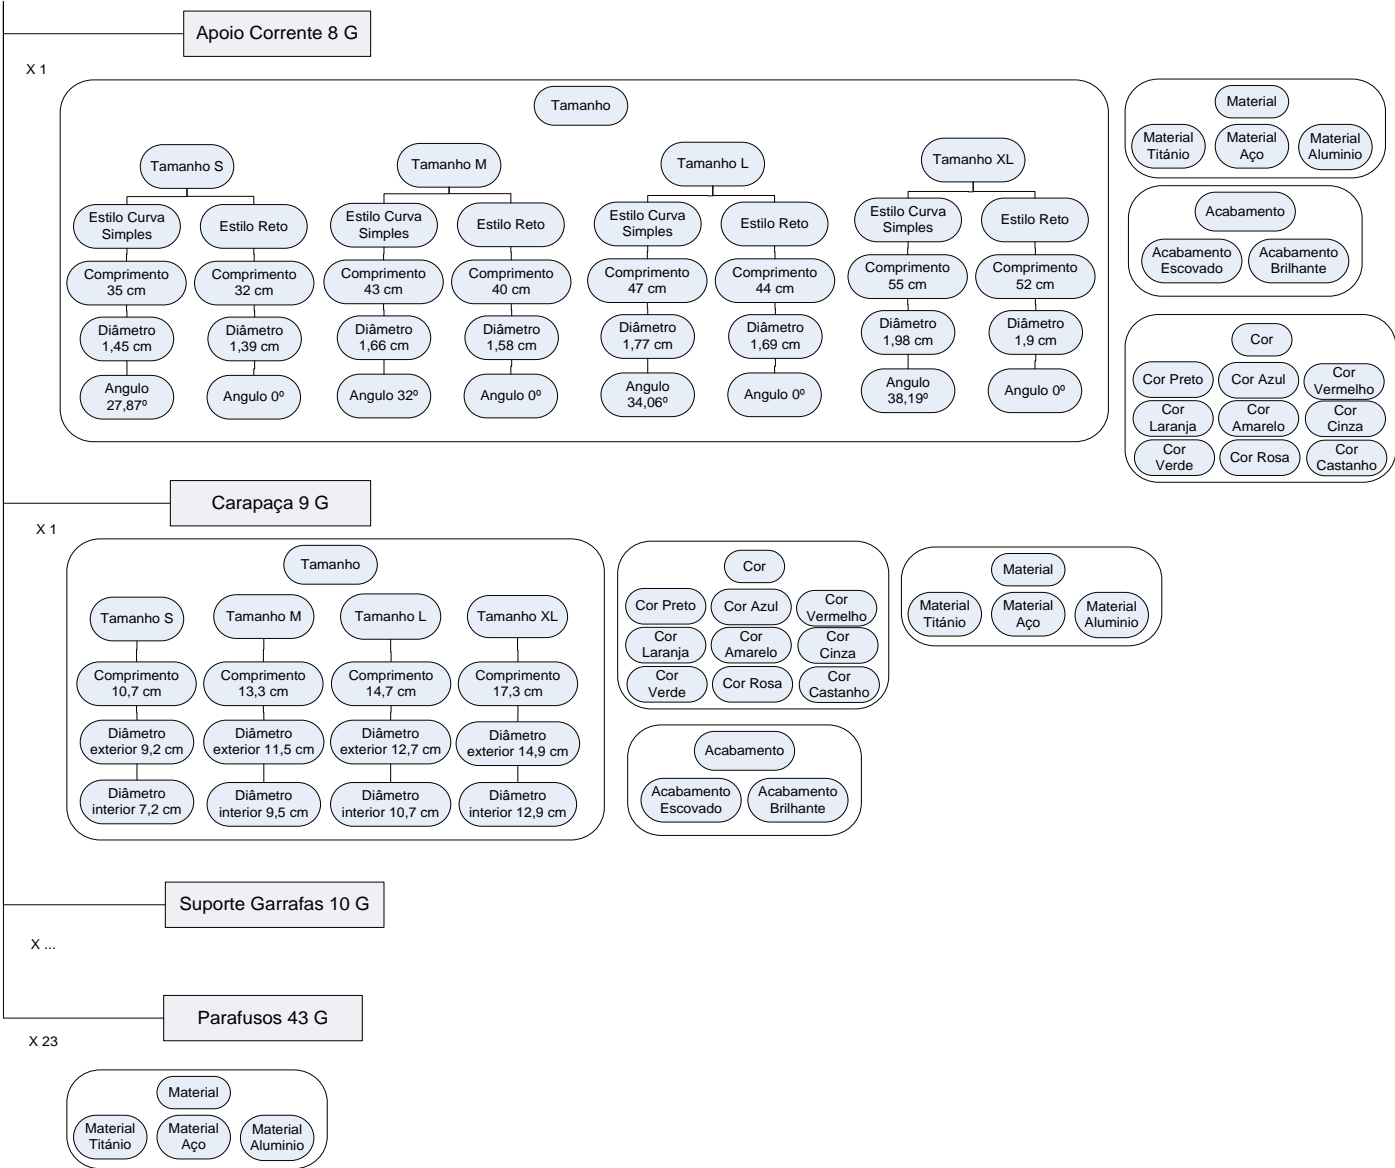 Apoio Corrente 8 G
X 1
Tamanho
Tamanho S
Tamanho M
Tamanho L
Tamanho XL
Estilo Curva
Simples
Estilo Reto
Estilo Curva
Simples
Estilo Reto
Estilo Curva
Simples
Estilo Reto
Estilo Curva
Simples
Estilo Reto
Comprimento
35 cm
Comprimento
32 cm
Comprimento
43 cm
Comprimento
40 cm
Comprimento
47 cm
Comprimento
44 cm
Comprimento
55 cm
Comprimento
52 cm
Diâmetro
1,45 cm
Diâmetro
1,39 cm
Diâmetro
1,66 cm
Diâmetro
1,58 cm
Diâmetro
1,77 cm
Diâmetro
1,69 cm
Diâmetro
1,98 cm
Diâmetro
1,9 cm
Angulo
27,87º
Angulo 0º
Angulo 32º
Angulo 0º
Angulo
34,06º
Angulo 0º
Angulo
38,19º
Angulo 0º
Material
Material
Titánio
Material
Aço
Material
Aluminio
Acabamento
Acabamento
Escovado
Acabamento
Brilhante
Cor
Cor Preto
Cor Azul
Cor
Vermelho
Cor
Laranja
Cor
Amarelo
Cor
Cinza
Cor
Verde
Cor Rosa
Cor
Castanho
Carapaça 9 G
X 1
Tamanho
Tamanho S
Tamanho M
Tamanho L
Tamanho XL
Comprimento
10,7 cm
Comprimento
13,3 cm
Comprimento
14,7 cm
Comprimento
17,3 cm
Diâmetro
exterior 9,2 cm
Diâmetro
exterior 11,5 cm
Diâmetro
exterior 12,7 cm
Diâmetro
exterior 14,9 cm
Diâmetro
interior 7,2 cm
Diâmetro
interior 9,5 cm
Diâmetro
interior 10,7 cm
Diâmetro
interior 12,9 cm
Cor
Cor Preto
Cor Azul
Cor
Vermelho
Cor
Laranja
Cor
Amarelo
Cor
Cinza
Cor
Verde
Cor Rosa
Cor
Castanho
Material
Material
Titánio
Material
Aço
Material
Aluminio
Acabamento
Acabamento
Escovado
Acabamento
Brilhante
Suporte Garrafas 10 G
X ...
Parafusos 43 G
X 23
Material
Material
Titánio
Material
Aço
Material
Aluminio